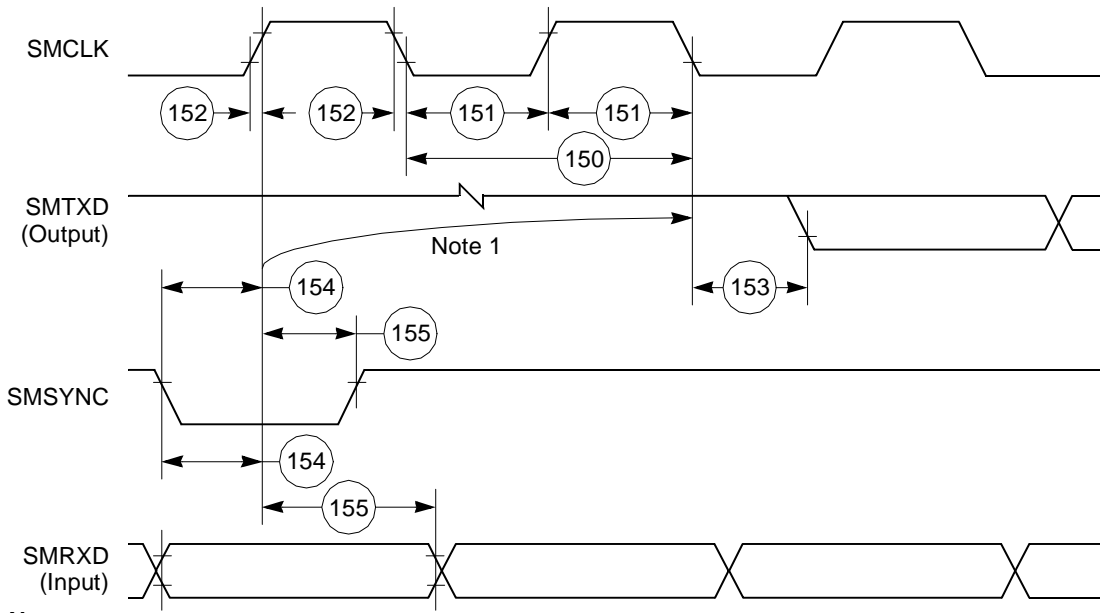 SMCLK
152
152
151
151
150
SMTXD
(Output)
Note 1
154
153
155
SMSYNC
154
155
SMRXD
(Input)